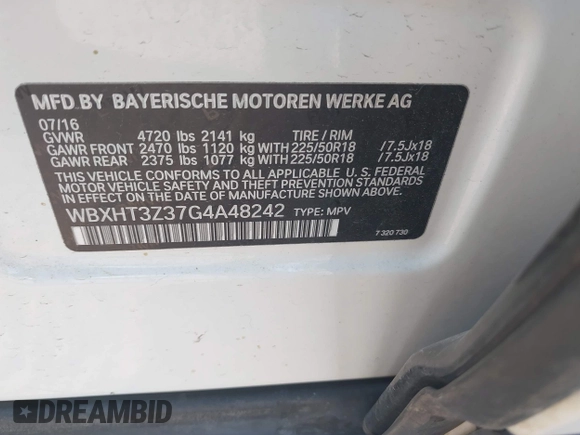 MFD.BY BAYERISCHE MOTOREN WERKE AG
07/16
GVWR 4720 lbs 2141 kg TIRE / RIM
GAWR FRONT 2470 lbs 1120 kg WITH 225/50R18 /7.5Jx18
GAWR REAR 2375 lbs 1077 kg WITH 225/50R18 /7.5Jx18
THIS VEHICLE CONFORMS TO ALL APPLICABLE U. S. FEDERAL
MOTOR VEHICLE SAFETY, BUMPER, AND THEFT PREVENTION STANDARDS
IN EFFECT ON THE DATE OF MANUFACTURE SHOWN ABOVE.
WBXHT3Z37G4A48242 TYPE: MPV
7 320 730
DREAMBID